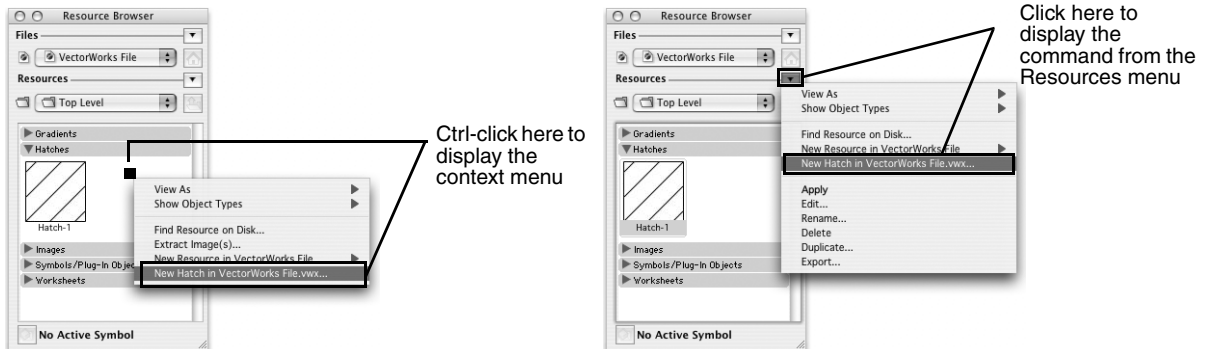 Resource Browser
Files
VectorWorks File
Resources
Top Level
Gradients
Hatches
Hatch-1
Images
Symbols/Plug-In Objec
Worksheets
No Active Symbol
View As
Show Object Types
Find Resource on Disk...
Extract Image(s)...
New Resource in VectorWorks File
New Hatch in VectorWorks File.vwx...
Ctrl-click here to
display the
context menu
Resource Browser
Files
VectorWorks File
Resources
Top Level
Gradients
Hatches
Hatch-1
Images
Symbols/Plug-In Objects
Worksheets
No Active Symbol
View As
Show Object Types
Find Resource on Disk...
New Resource in VectorWorks File
New Hatch in VectorWorks File.vwx...
Apply
Edit...
Rename...
Delete
Duplicate...
Export...
Click here to
display the
command from the
Resources menu